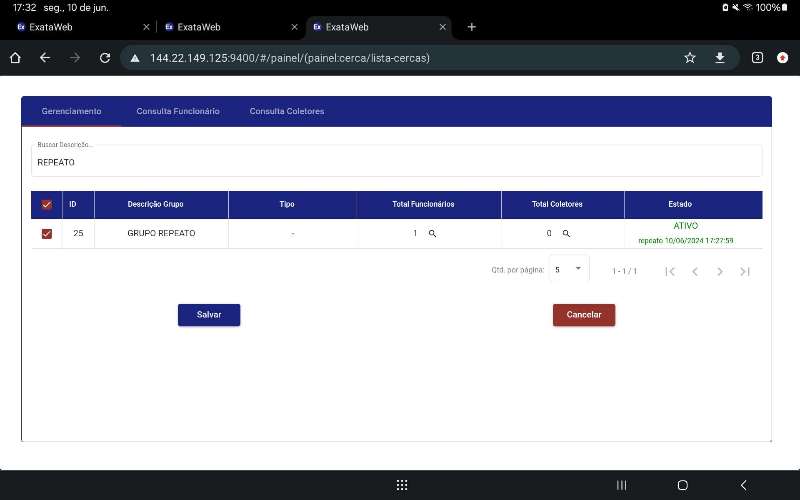 17:32 seg., 10 de jun. 100%
Ex ExataWeb Ex ExataWeb Ex ExataWeb
144.22.149.125:9400/#/painel/(painel:cerca/lista-cercas) 3
Gerenciamento Consulta Funcionário Consulta Coletores
Buscar Descrição...
REPEATO
ID Descrição Grupo Tipo Total Funcionários Total Coletores Estado
25 GRUPO REPEATO - 1 0 ATIVO
repeato 10/06/2024 17:27:59
Qtd. por página: 5 1 - 1 / 1
Salvar Cancelar